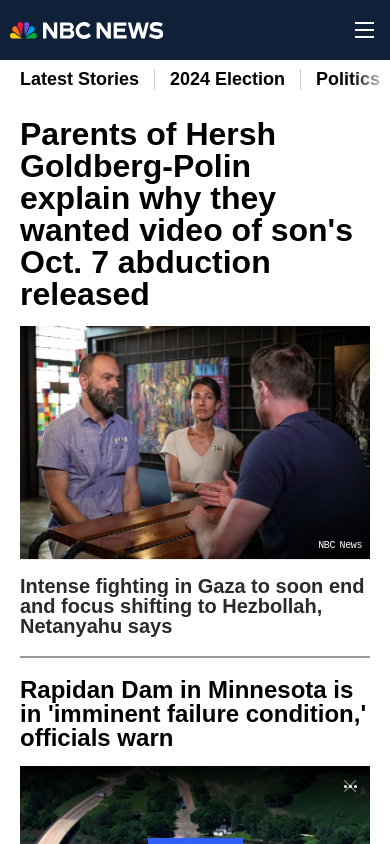 NBC NEWS
Latest Stories
2024 Election
Politics
Parents of Hersh
Goldberg-Polin
explain why they
wanted video of son's
Oct. 7 abduction
released
NBC News
Intense fighting in Gaza to soon end
and focus shifting to Hezbollah,
Netanyahu says
Rapidan Dam in Minnesota is
in 'imminent failure condition,'
officials warn